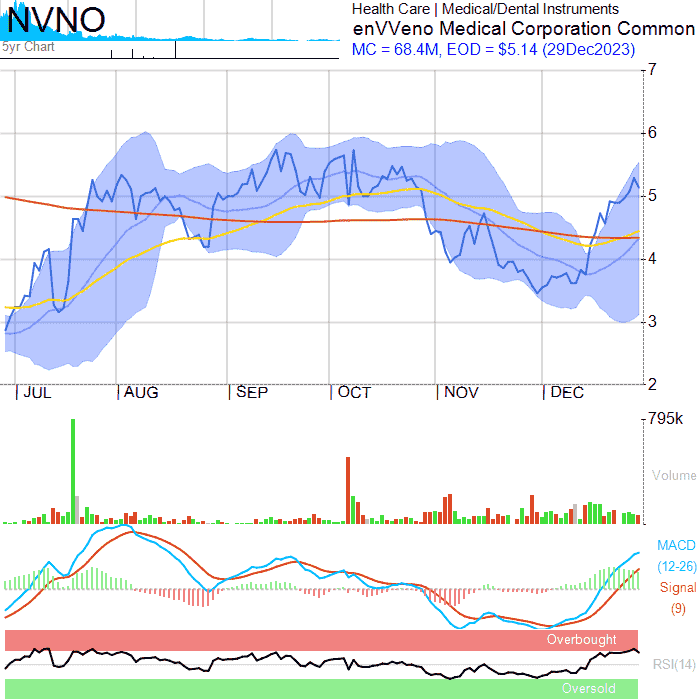 NVNO
5yr Chart
Health Care | Medical/Dental Instruments
enVVeno Medical Corporation Common
MC = 68.4M, EOD = $5.14 (29Dec2023)
7
6
5
4
3
2
JUL AUG SEP OCT NOV DEC
795k
Volume
MACD
(12-26)
Signal
(9)
Overbought
RSI(14)
Oversold